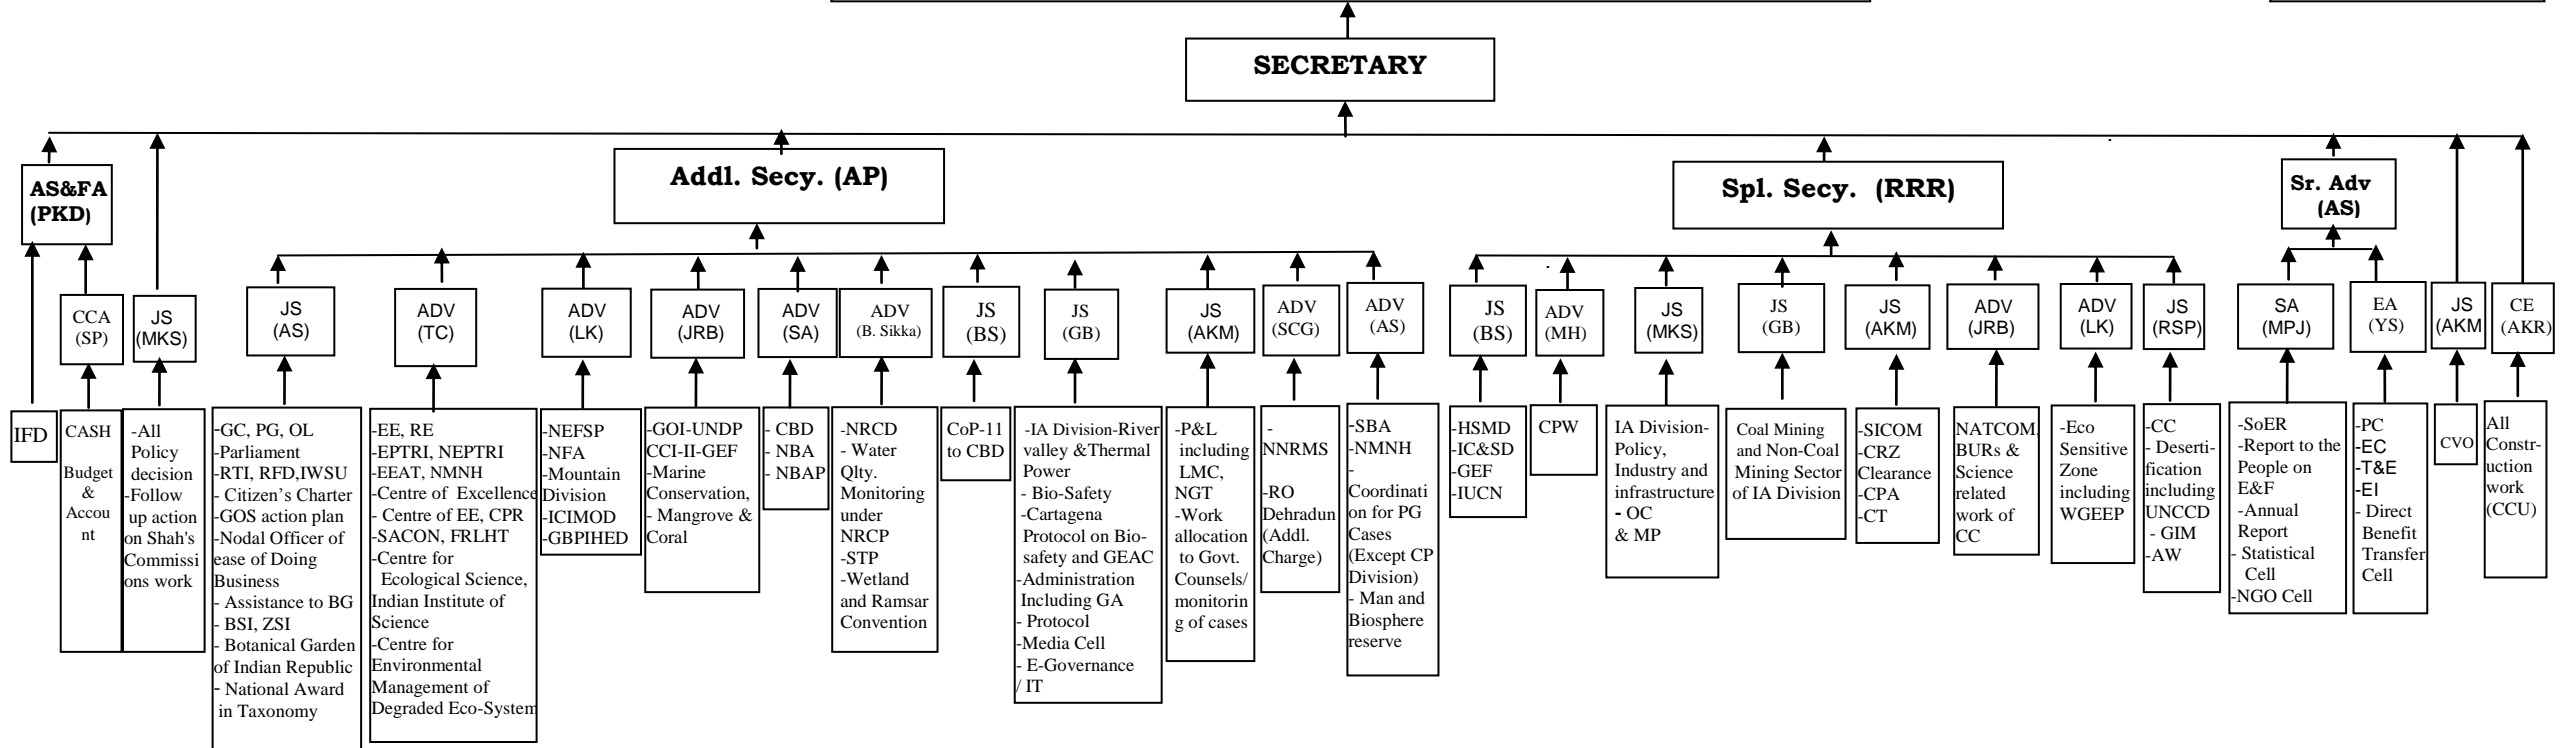 SECRETARY
AS&FA
(PKD)
Addl. Secy. (AP)
Spl. Secy. (RRR)
Sr. Adv
(AS)
CCA
(SP)
JS
(MKS)
JS
(AS)
ADV
(TC)
ADV
(LK)
ADV
(JRB)
ADV
(SA)
ADV
(B. Sikka)
JS
(BS)
JS
(GB)
JS
(AKM)
ADV
(SCG)
ADV
(AS)
JS
(BS)
ADV
(MH)
JS
(MKS)
JS
(GB)
JS
(AKM)
ADV
(JRB)
ADV
(LK)
JS
(RSP)
SA
(MPJ)
EA
(YS)
JS
(AKM
CE
(AKR)
IFD
CASH
Budget
&
Accou
nt
-All
Policy
decision
-Follow
up action
on Shah's
Commissi
ons work
-GC, PG, OL
-Parliament
-RTI, RFD,IWSU
- Citizen's Charter
-GOS action plan
-Nodal Officer of
ease of Doing
Business
- Assistance to BG
- BSI, ZSI
- Botanical Garden
of Indian Republic
- National Award
in Taxonomy
-EE, RE
-EPTRI, NEPTRI
-EEAT, NMNH
-Centre of Excellence
- Centre of EE, CPR
-SACON, FRLHT
-Centre for
Ecological Science,
Indian Institute of
Science
-Centre for
Environmental
Management of
Degraded Eco-System
-NEFSP
-NFA
-Mountain
Division
-ICIMOD
-GBPIHED
-GOI-UNDP
CCI-II-GEF
-Marine
Conservation,
- Mangrove &
Coral
- CBD
- NBA
- NBAP
-NRCD
- Water
Qlty.
Monitoring
under
NRCP
-STP
-Wetland
and Ramsar
Convention
CoP-11
to CBD
-IA Division-River
valley &Thermal
Power
- Bio-Safety
-Cartagena
Protocol on Bio-
safety and GEAC
-Administration
Including GA
- Protocol
-Media Cell
- E-Governance
/ IT
-P&L
including
LMC,
NGT
-Work
allocation
to Govt.
Counsels/
monitorin
g of cases
-
NNRMS
-RO
Dehradun
(Addl.
Charge)
-SBA
-NMNH
-
Coordinati
on for PG
Cases
(Except CP
Division)
- Man and
Biosphere
reserve
-HSMD
-IC&SD
-GEF
-IUCN
CPW
IA Division-
Policy,
Industry and
infrastructure
- OC
& MP
Coal Mining
and Non-Coal
Mining Sector
of IA Division
-SICOM
-CRZ
Clearance
-CPA
-CT
NATCOM,
BURs &
Science
related
work of
CC
-Eco
Sensitive
Zone
including
WGEEP
-CC
- Deserti-
fication
including
UNCCD
- GIM
-AW
-SoER
-Report to the
People on
E&F
-Annual
Report
- Statistical
Cell
-NGO Cell
-PC
-EC
-T&E
-EI
- Direct
Benefit
Transfer
Cell
CVO
All
Constr-
uction
work
(CCU)